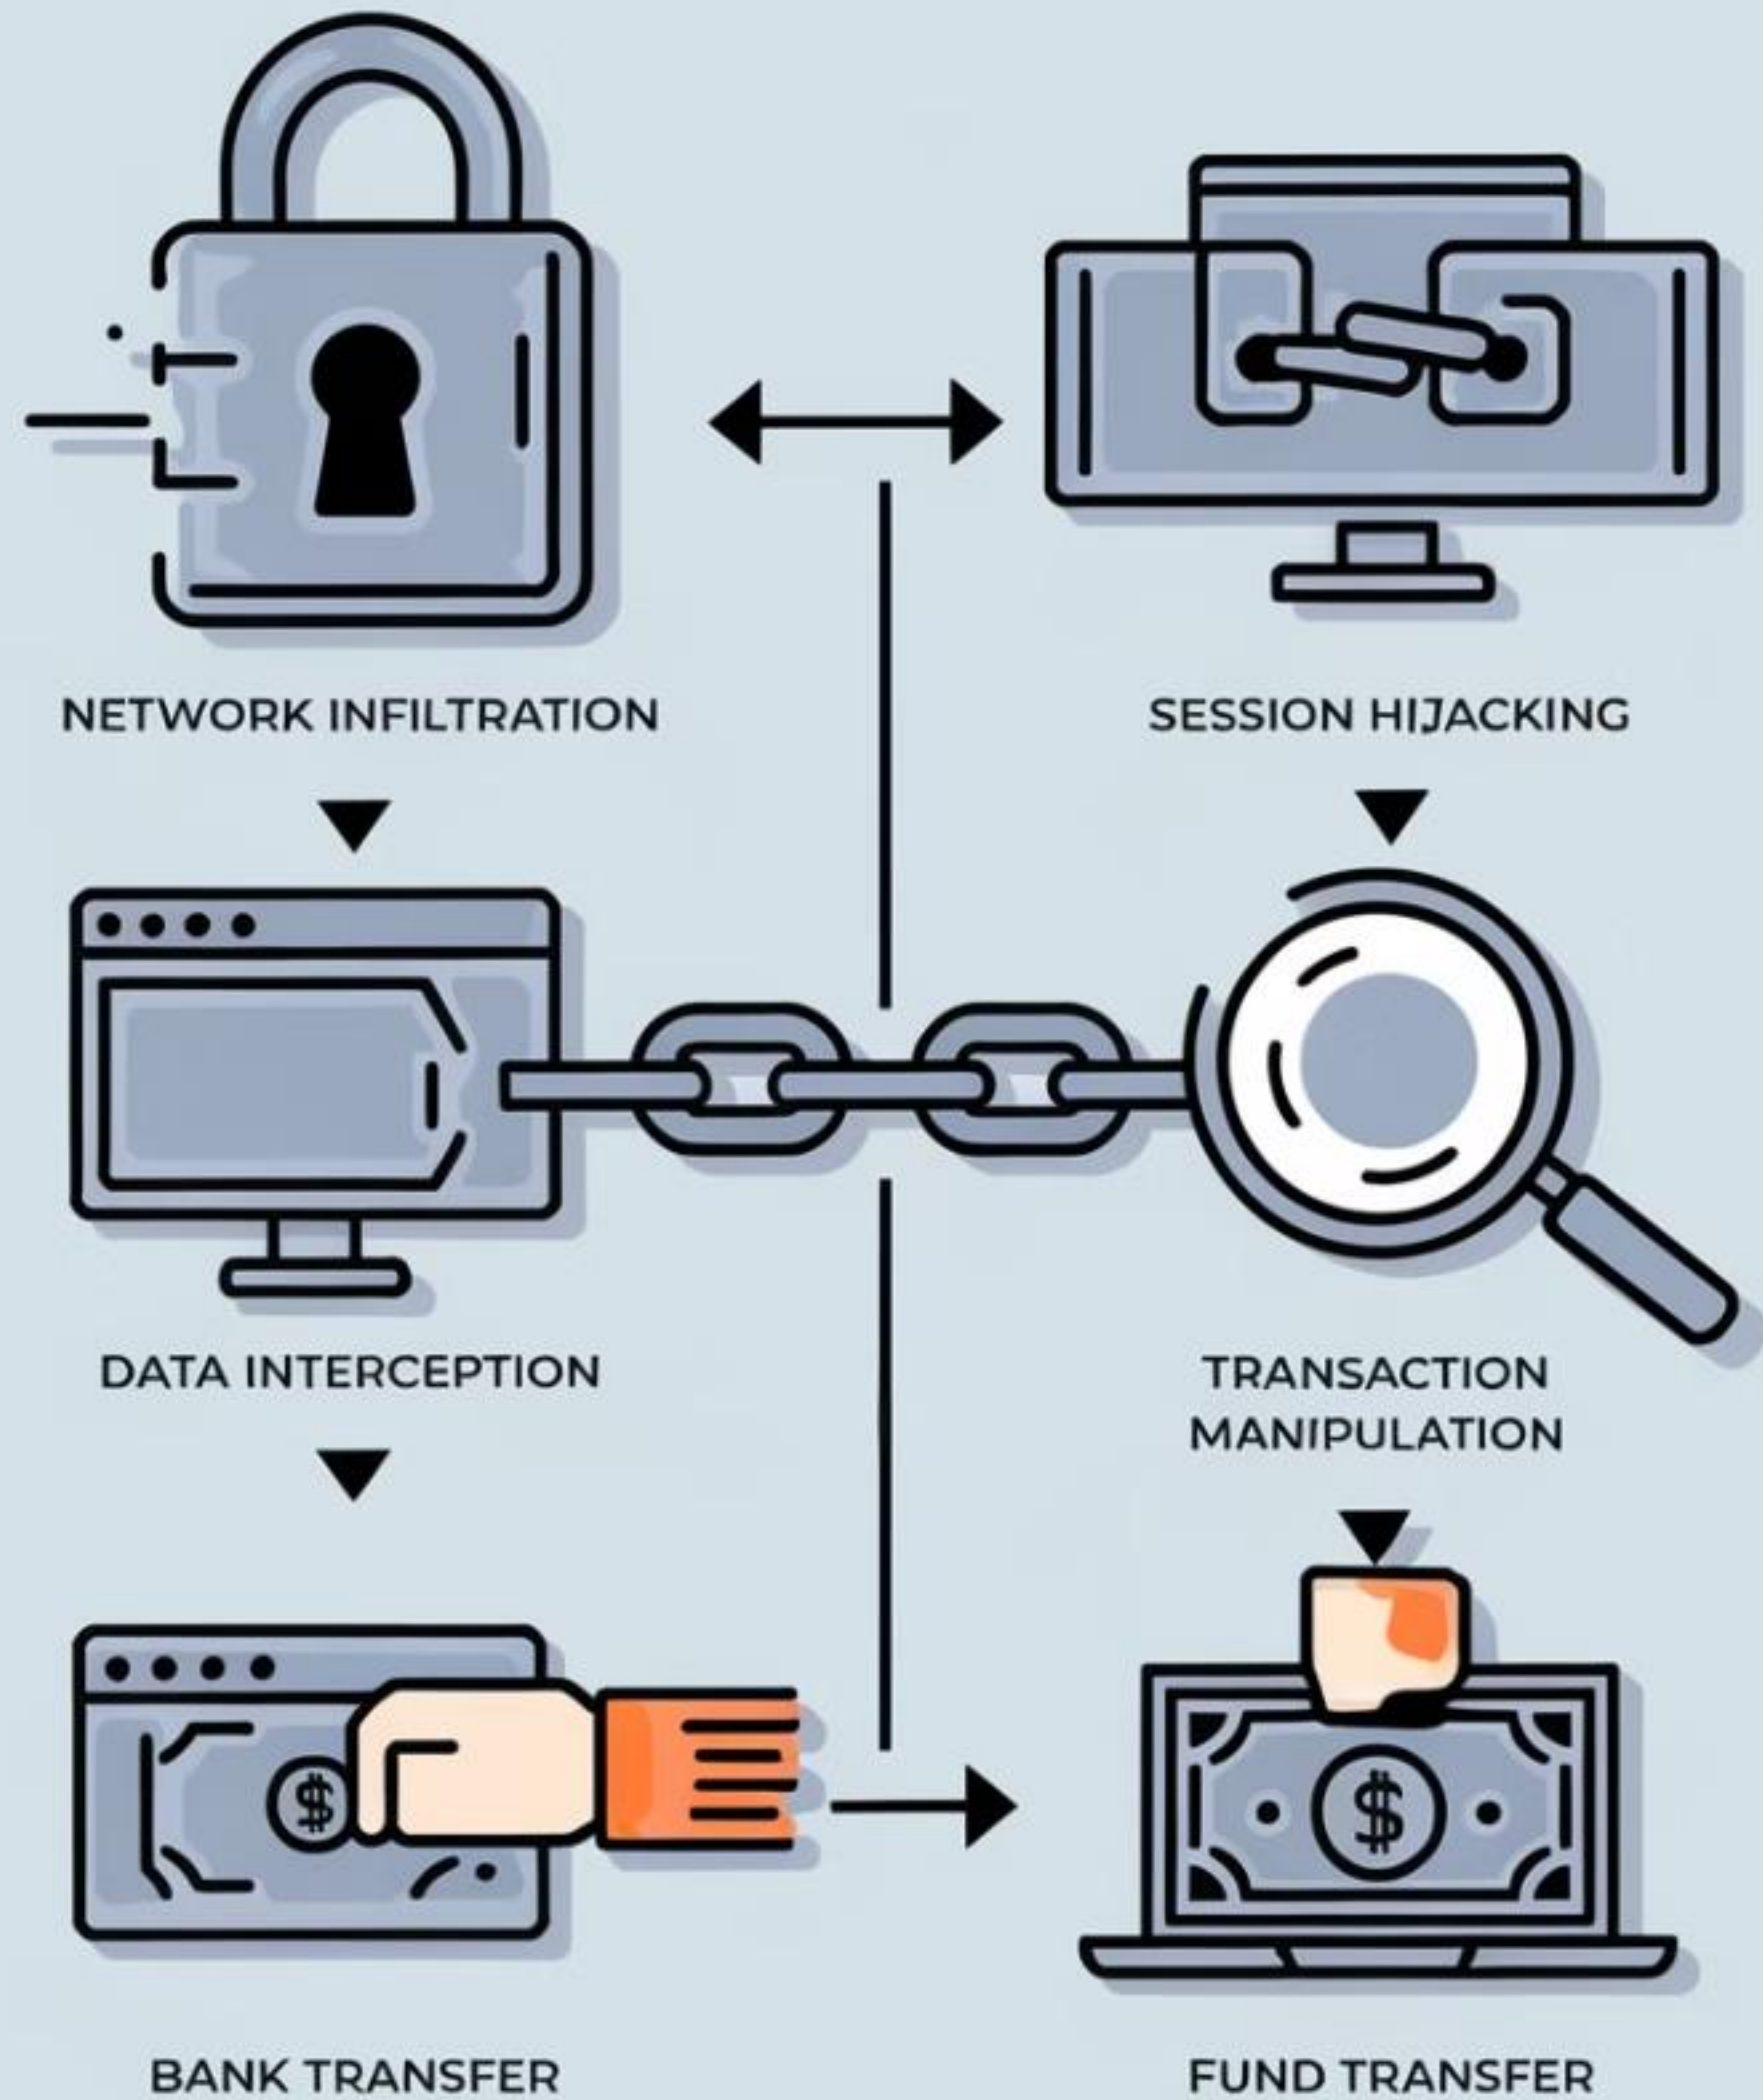 NETWORK INFILTRATION
SESSION HIJACKING
DATA INTERCEPTION
TRANSACTION
MANIPULATION
$
$
BANK TRANSFER
FUND TRANSFER